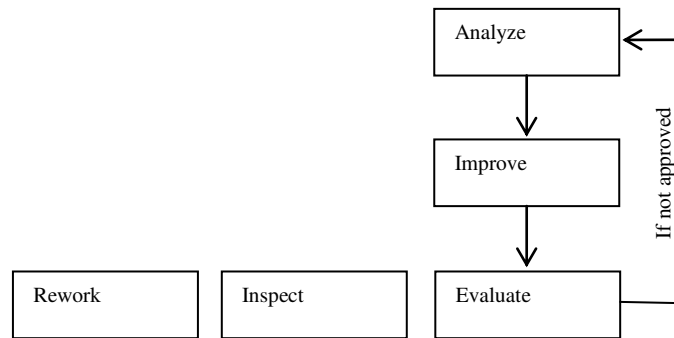 Analyze
Improve
If not approved
Rework
Inspect
Evaluate